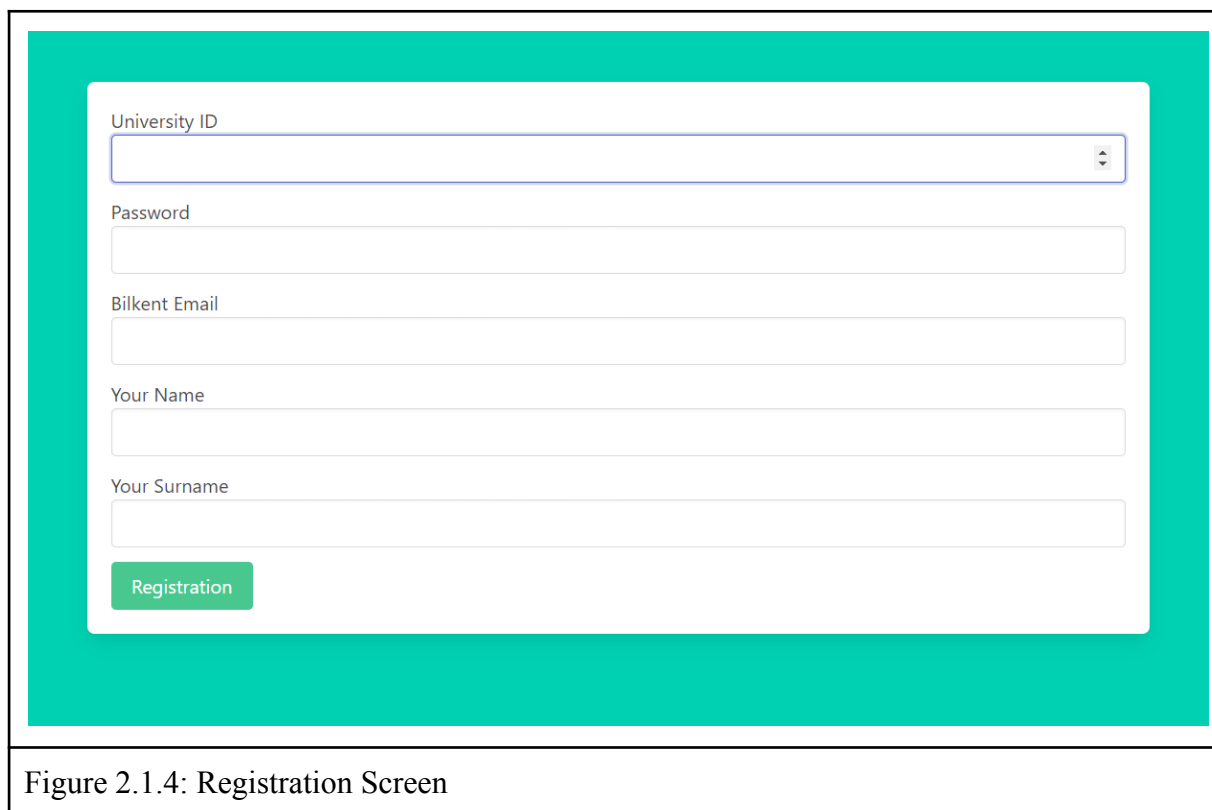 University ID
Password
Bilkent Email
Your Name
Your Surname
Registration
Figure 2.1.4: Registration Screen